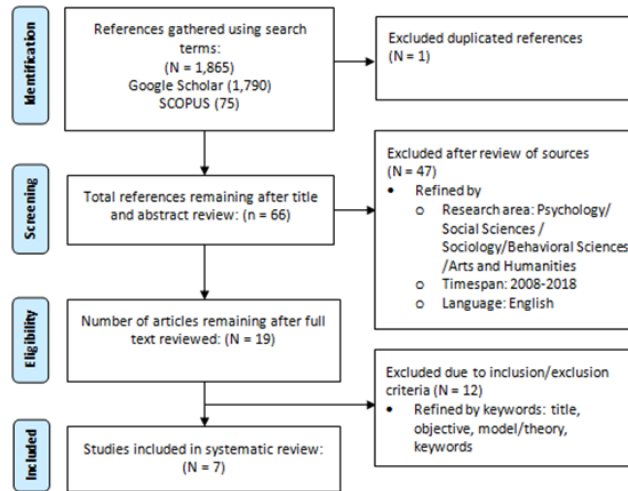 Identification
References gathered using search
terms:
(N = 1,865)
Google Scholar (1,790)
SCOPUS (75)
Excluded duplicated references
(N = 1)
Screening
Total references remaining after title
and abstract review: (n = 66)
Excluded after review of sources
(N = 47)
• Refined by
o Research area: Psychology/
Social Sciences /
Sociology/Behavioral Sciences
/Arts and Humanities
o Timespan: 2008-2018
o Language: English
Eligibility
Number of articles remaining after full
text reviewed: (N = 19)
Excluded due to inclusion/exclusion
criteria (N = 12)
• Refined by keywords: title,
objective, model/theory,
keywords
Included
Studies included in systematic review:
(N = 7)